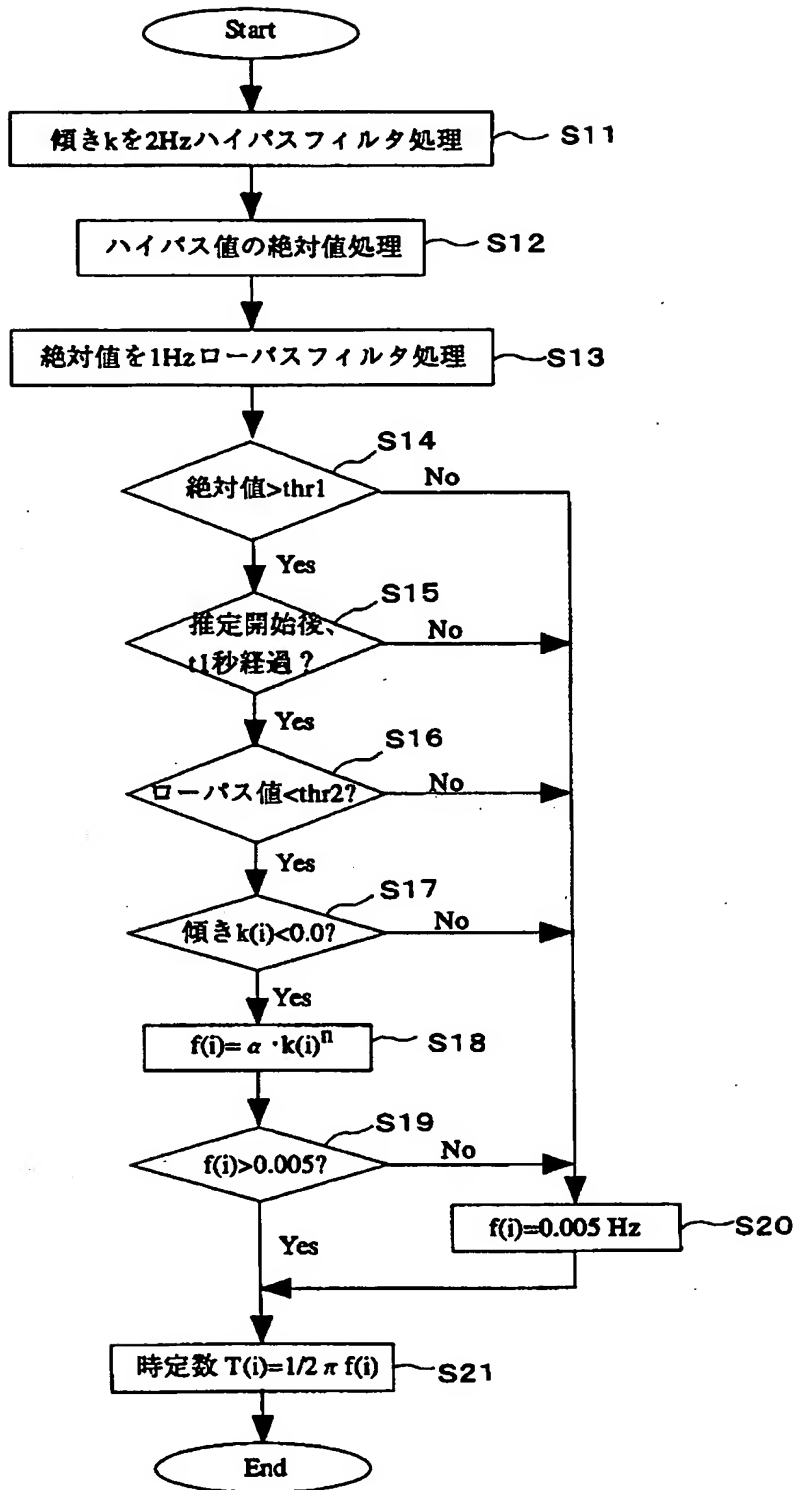 Start
傾きkを2Hzハイパスフィルタ処理
S11
ハイパス値の絶対値処理
S12
絶対値を1Hzローパスフィルタ処理
S13
S14
絶対値>thr1
No
Yes
S15
推定開始後、
t1秒経過？
No
Yes
S16
ローパス値<thr2?
No
Yes
S17
傾きk(i)<0.0?
No
Yes
f(i)= α ・k(i)^n
S18
S19
f(i)>0.005?
No
Yes
f(i)=0.005 Hz
S20
時定数 T(i)=1/2 π f(i)
S21
End